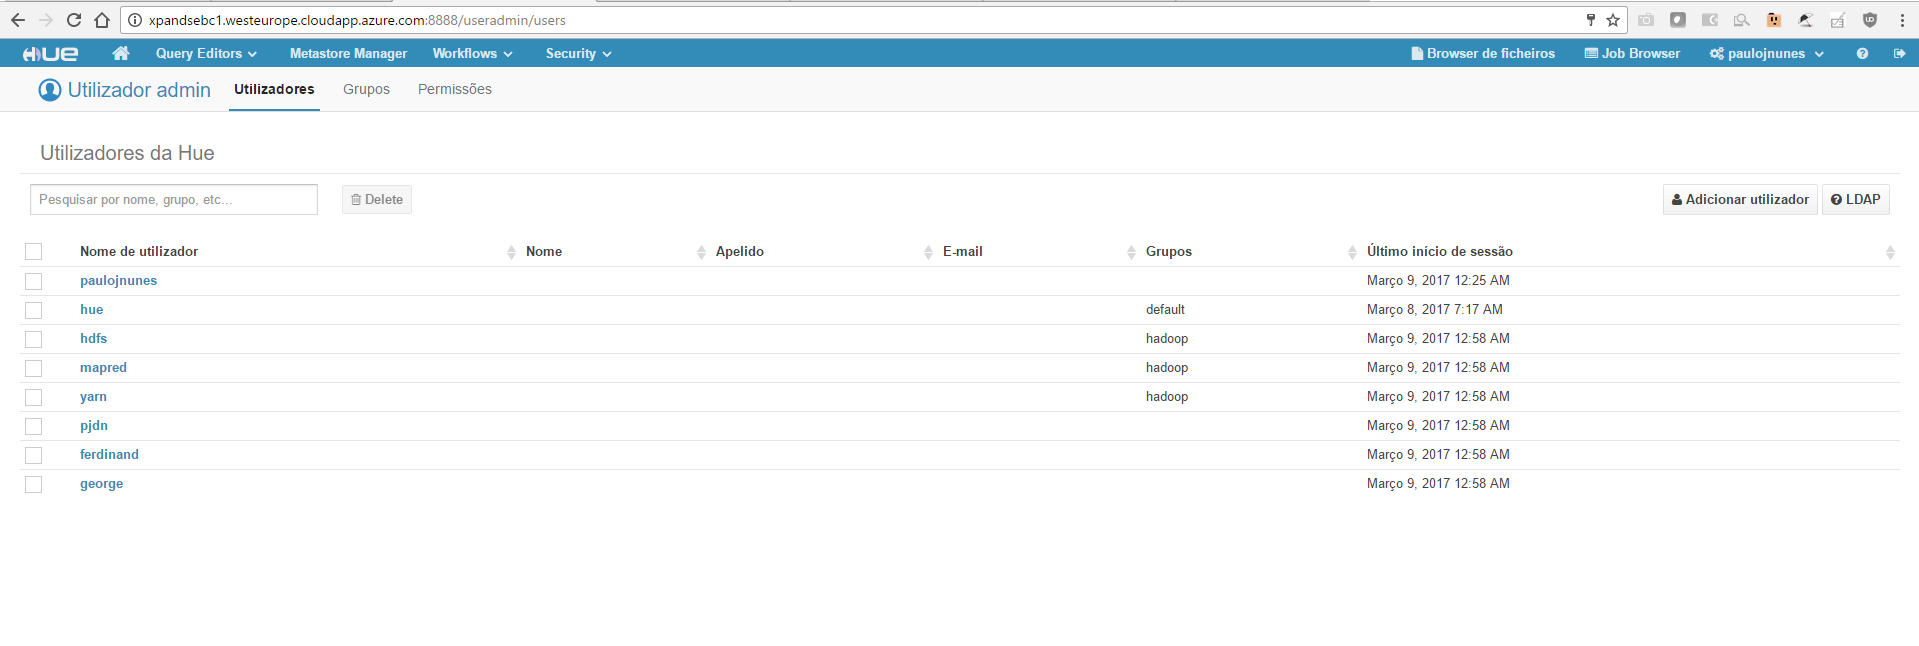 xpandsebc1.westeurope.cloudapp.azure.com:8888/useradmin/users
HUE Query Editors Metastore Manager Workflows Security Browser de ficheiros Job Browser paulojnunes
Utilizador admin Utilizadores Grupos Permissões
Utilizadores da Hue
Pesquisar por nome, grupo, etc... Delete Adicionar utilizador LDAP
Nome de utilizador Nome Apelido E-mail Grupos Último início de sessão
paulojnunes Março 9, 2017 12:25 AM
hue default Março 8, 2017 7:17 AM
hdfs hadoop Março 9, 2017 12:58 AM
mapred hadoop Março 9, 2017 12:58 AM
yarn hadoop Março 9, 2017 12:58 AM
pjdn Março 9, 2017 12:58 AM
ferdinand Março 9, 2017 12:58 AM
george Março 9, 2017 12:58 AM